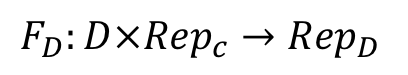 F_D: D×Rep_c → Rep_D